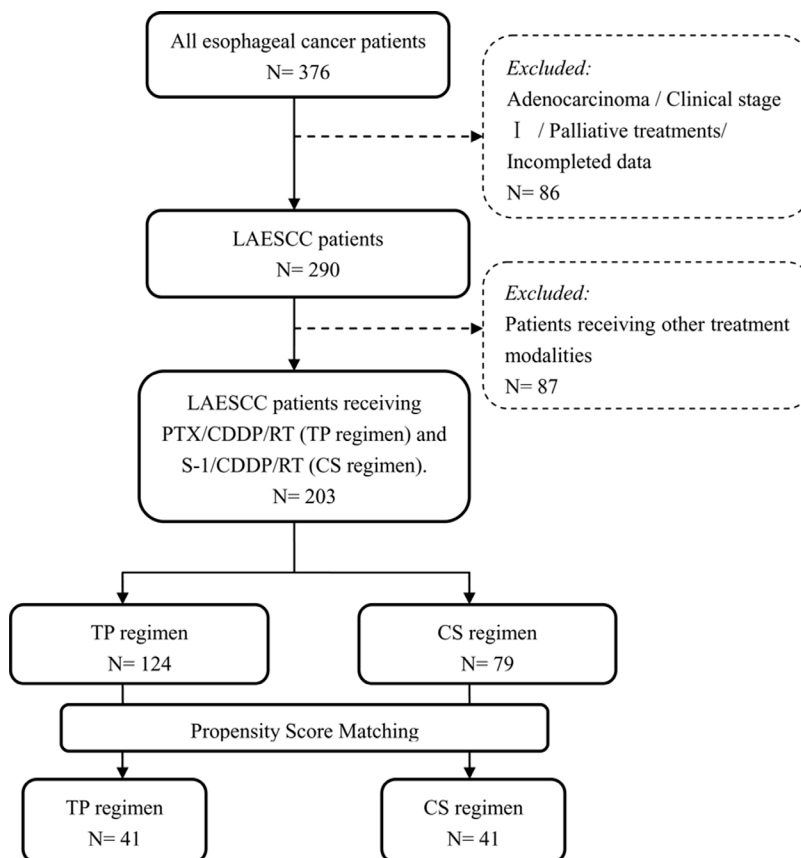 All esophageal cancer patients
N= 376
Excluded:
Adenocarcinoma / Clinical stage
Ⅰ / Palliative treatments/
Incompleted data
N= 86
LAESCC patients
N= 290
Excluded:
Patients receiving other treatment
modalities
N= 87
LAESCC patients receiving
PTX/CDDP/RT (TP regimen) and
S-1/CDDP/RT (CS regimen).
N= 203
TP regimen
N= 124
CS regimen
N= 79
Propensity Score Matching
TP regimen
N= 41
CS regimen
N= 41